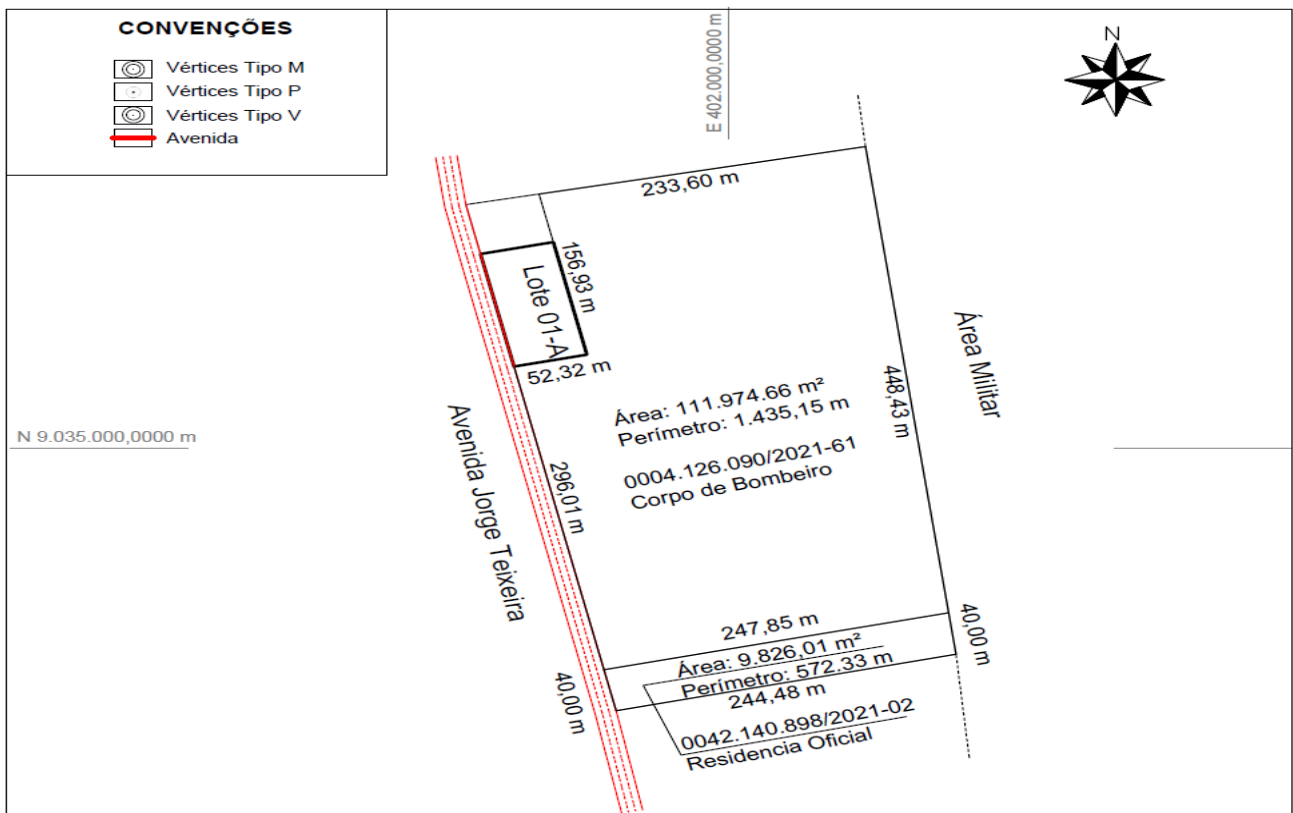 CONVENÇÕES
Vértices Tipo M
Vértices Tipo P
Vértices Tipo V
Avenida
E 402.000,0000 m
N
233,60 m
156,93 m
Lote 01-A
52,32 m
Área: 111.974.66 m²
Perímetro: 1.435,15 m
0004.126.090/2021-61
Corpo de Bombeiro
448,43 m
Área Militar
N 9.035.000,0000 m
Avenida Jorge Teixeira
296,01 m
247,85 m
40,00 m
Área: 9.826,01 m²
Perímetro: 572.33 m
244,48 m
40,00 m
0042.140.898/2021-02
Residencia Oficial